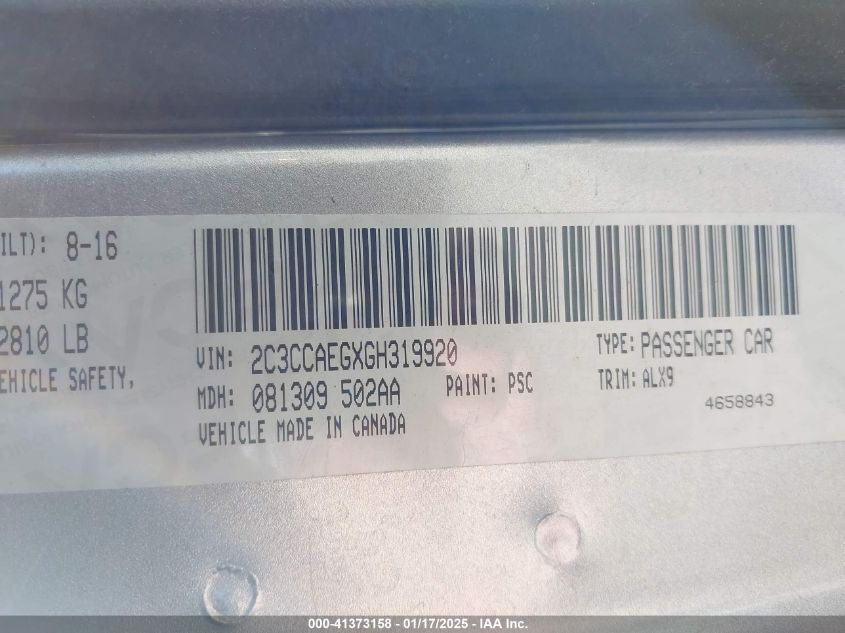 ILT): 8-16
1275 KG
2810 LB
EHICLE SAFETY,
VIN: 2C3CCAEGXGH319920
TYPE: PASSENGER CAR
MDH: 081309 502AA
PAINT: PSC
TRIM: ALX9
VEHICLE MADE IN CANADA
4658843
000-41373158 - 01/17/2025 - IAA Inc.